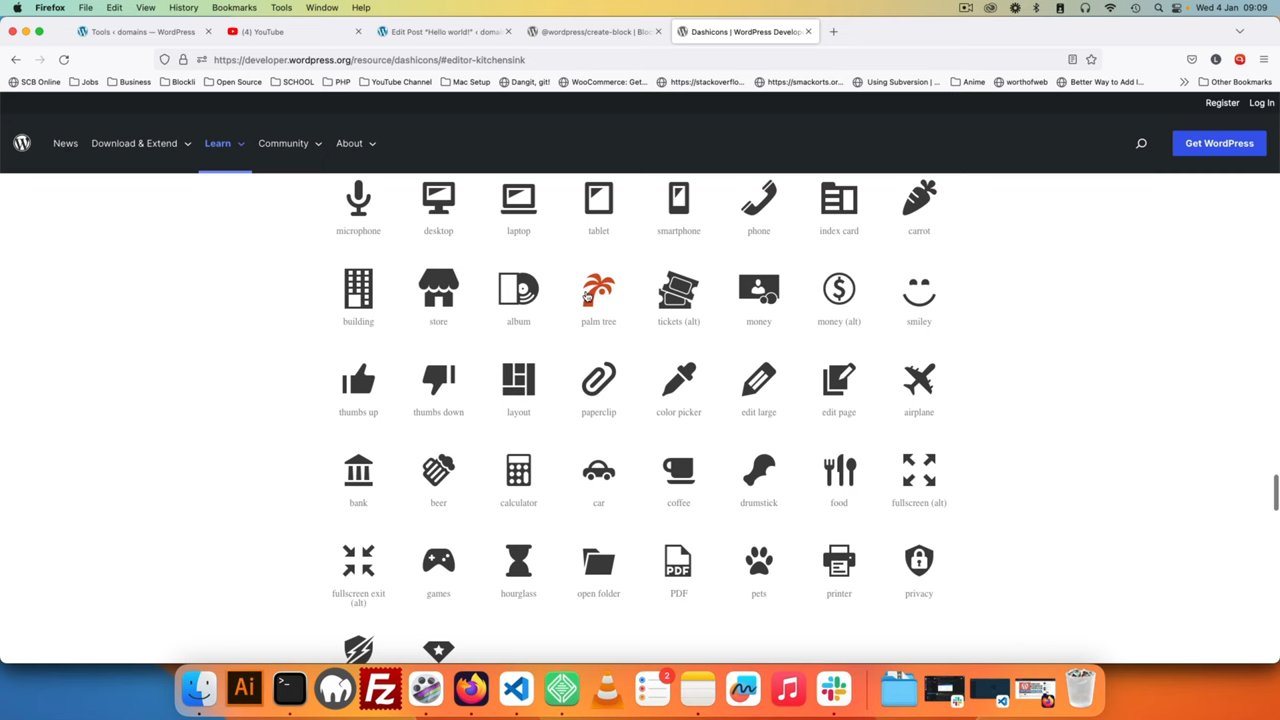 Firefox File Edit View History Bookmarks Tools Window Help Wed 4 Jan 09:09
Tools ‹ domains — WordPress (4) YouTube Edit Post “Hello world!” ‹ domai @wordpress/create-block | Bloc Dashicons | WordPress Develop
https://developer.wordpress.org/resource/dashicons/#editor-kitchensink
SCB Online Jobs Business Blockli Open Source SCHOOL PHP YouTube Channel Mac Setup Dangit, git! WooCommerce: Get... https://stackoverflo... https://smackorts.or... Using Subversion | ... Anime worthofweb Better Way to Add I... Other Bookmarks
Register Log In
News Download & Extend Learn Community About Get WordPress
microphone desktop laptop tablet smartphone phone index card carrot
building store album palm tree tickets (alt) money money (alt) smiley
thumbs up thumbs down layout paperclip color picker edit large edit page airplane
bank beer calculator car coffee drumstick food fullscreen (alt)
PDF
fullscreen exit games hourglass open folder PDF pets printer privacy
(alt)
Ai Fz 2